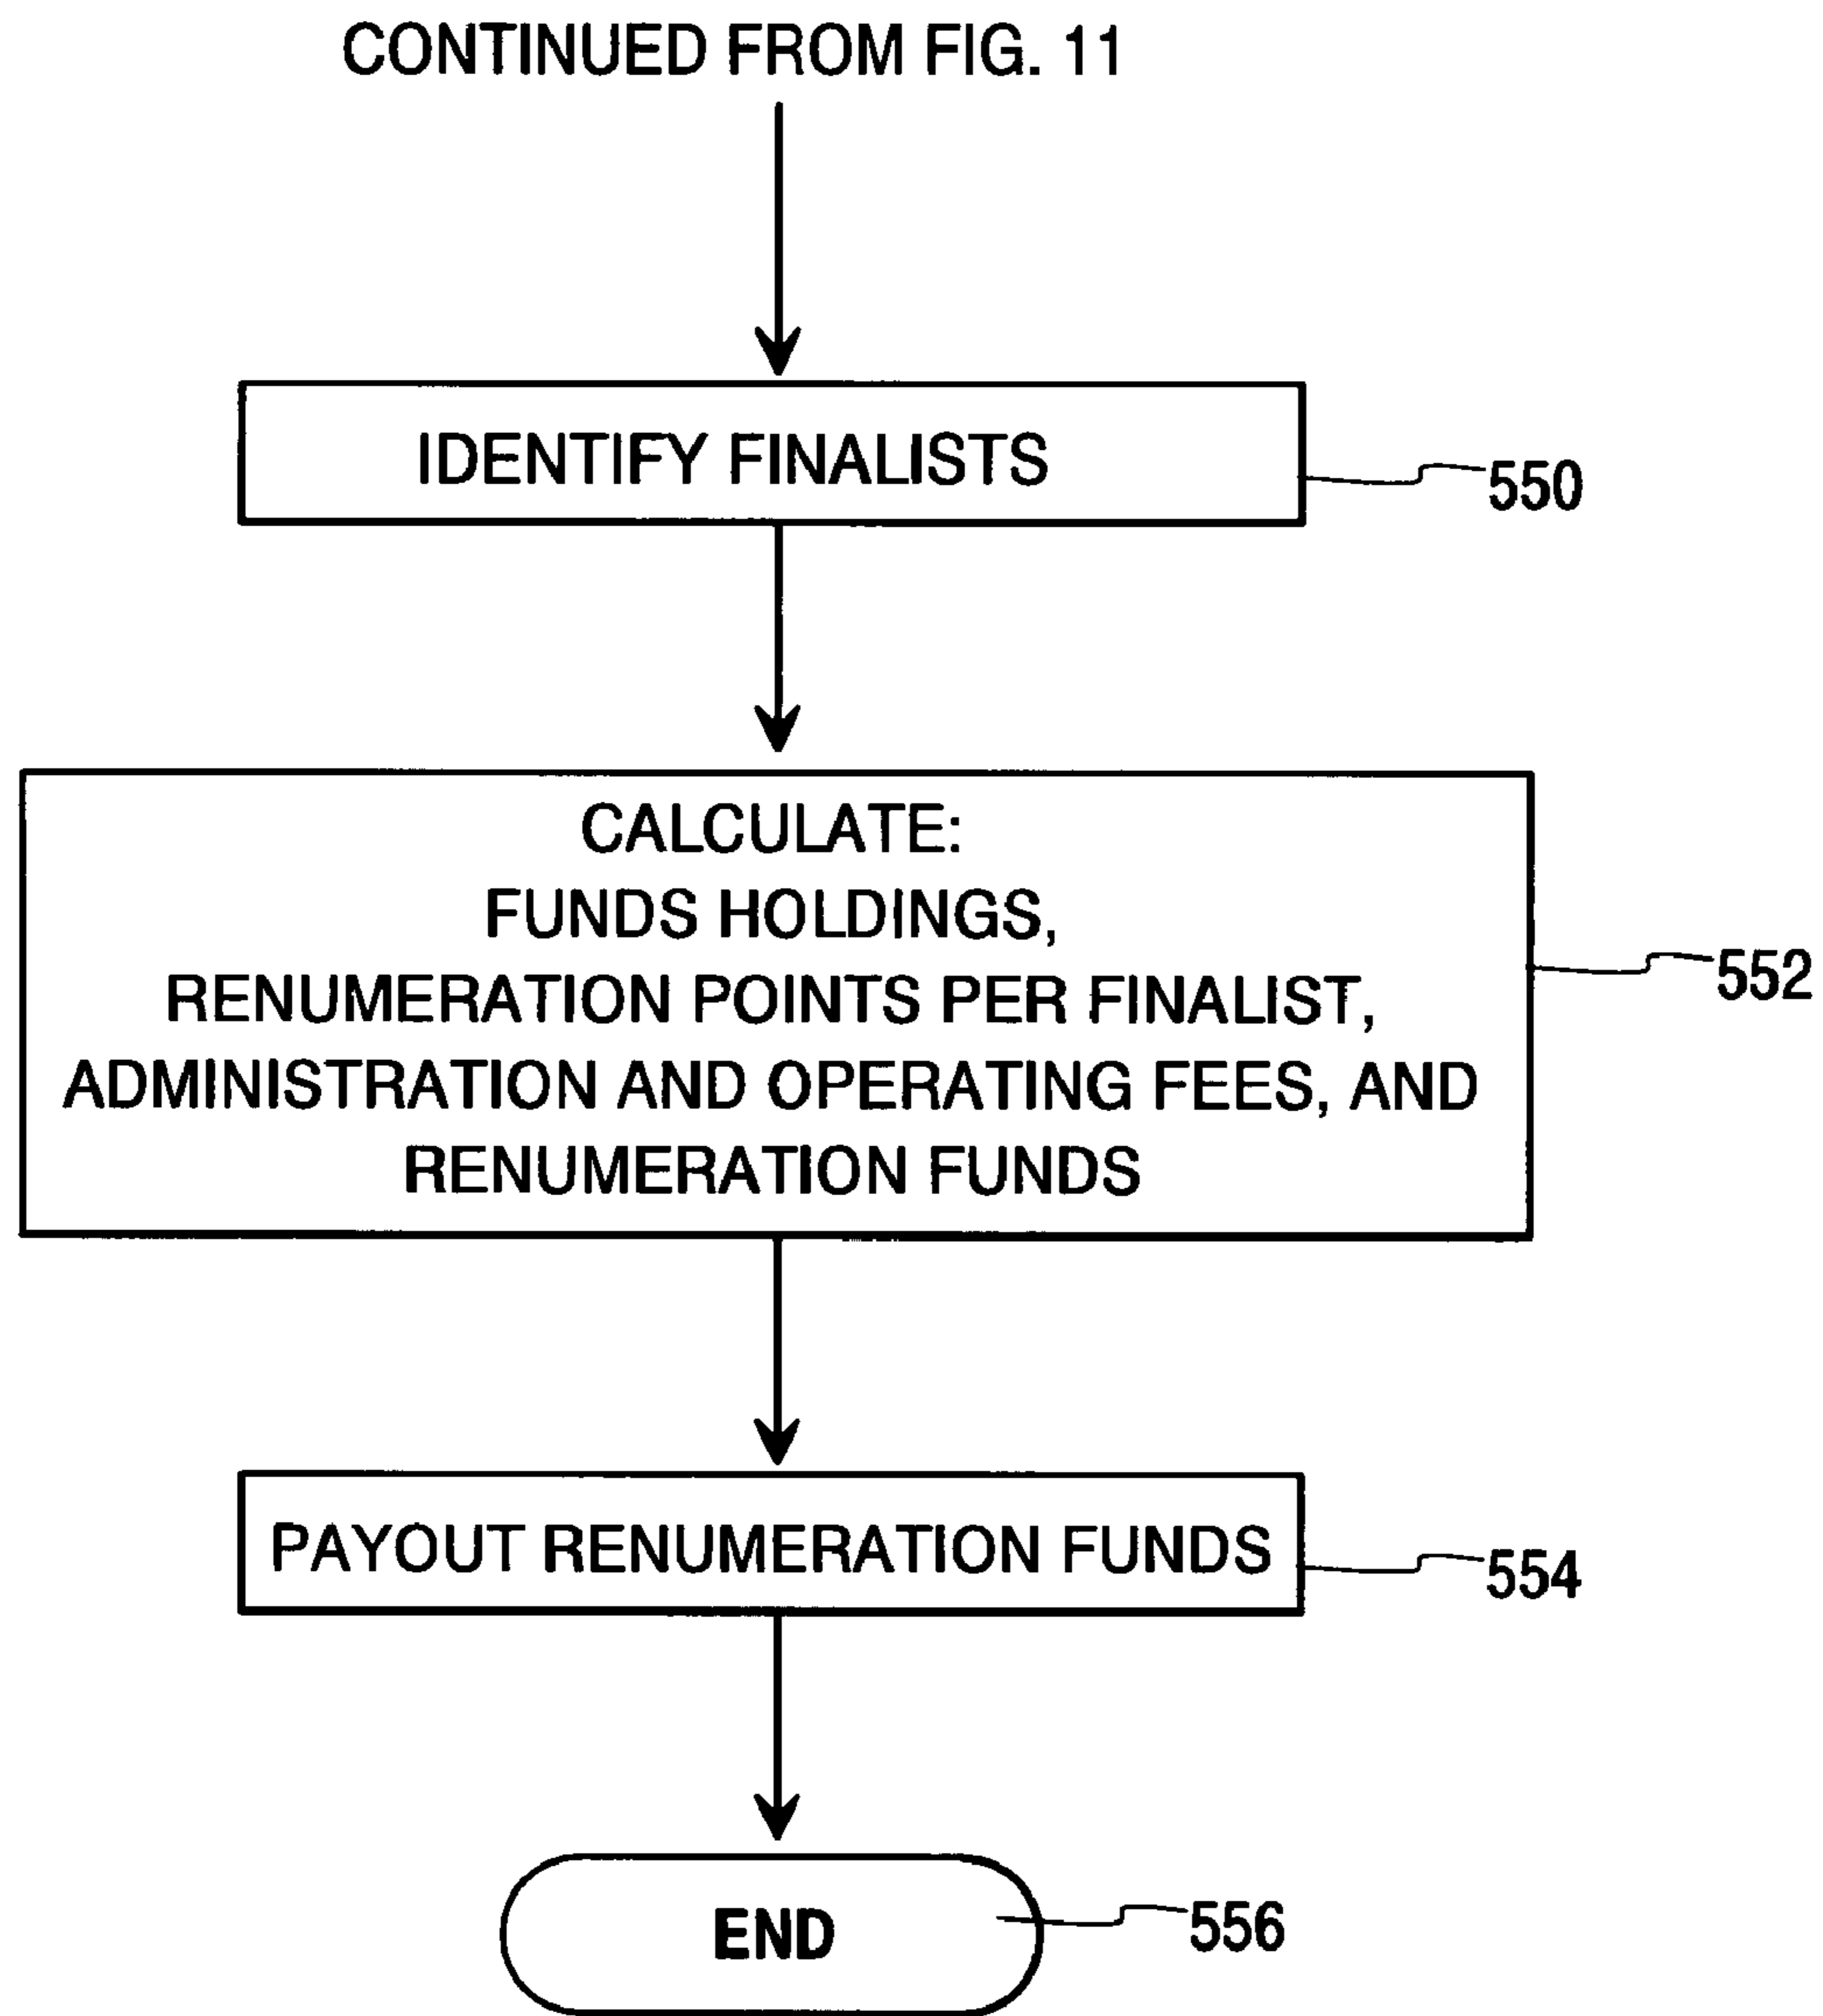 CONTINUED FROM FIG. 11
IDENTIFY FINALISTS
550
CALCULATE:
FUNDS HOLDINGS,
RENUMERATION POINTS PER FINALIST,
ADMINISTRATION AND OPERATING FEES, AND
RENUMERATION FUNDS
552
PAYOUT RENUMERATION FUNDS
554
END
556